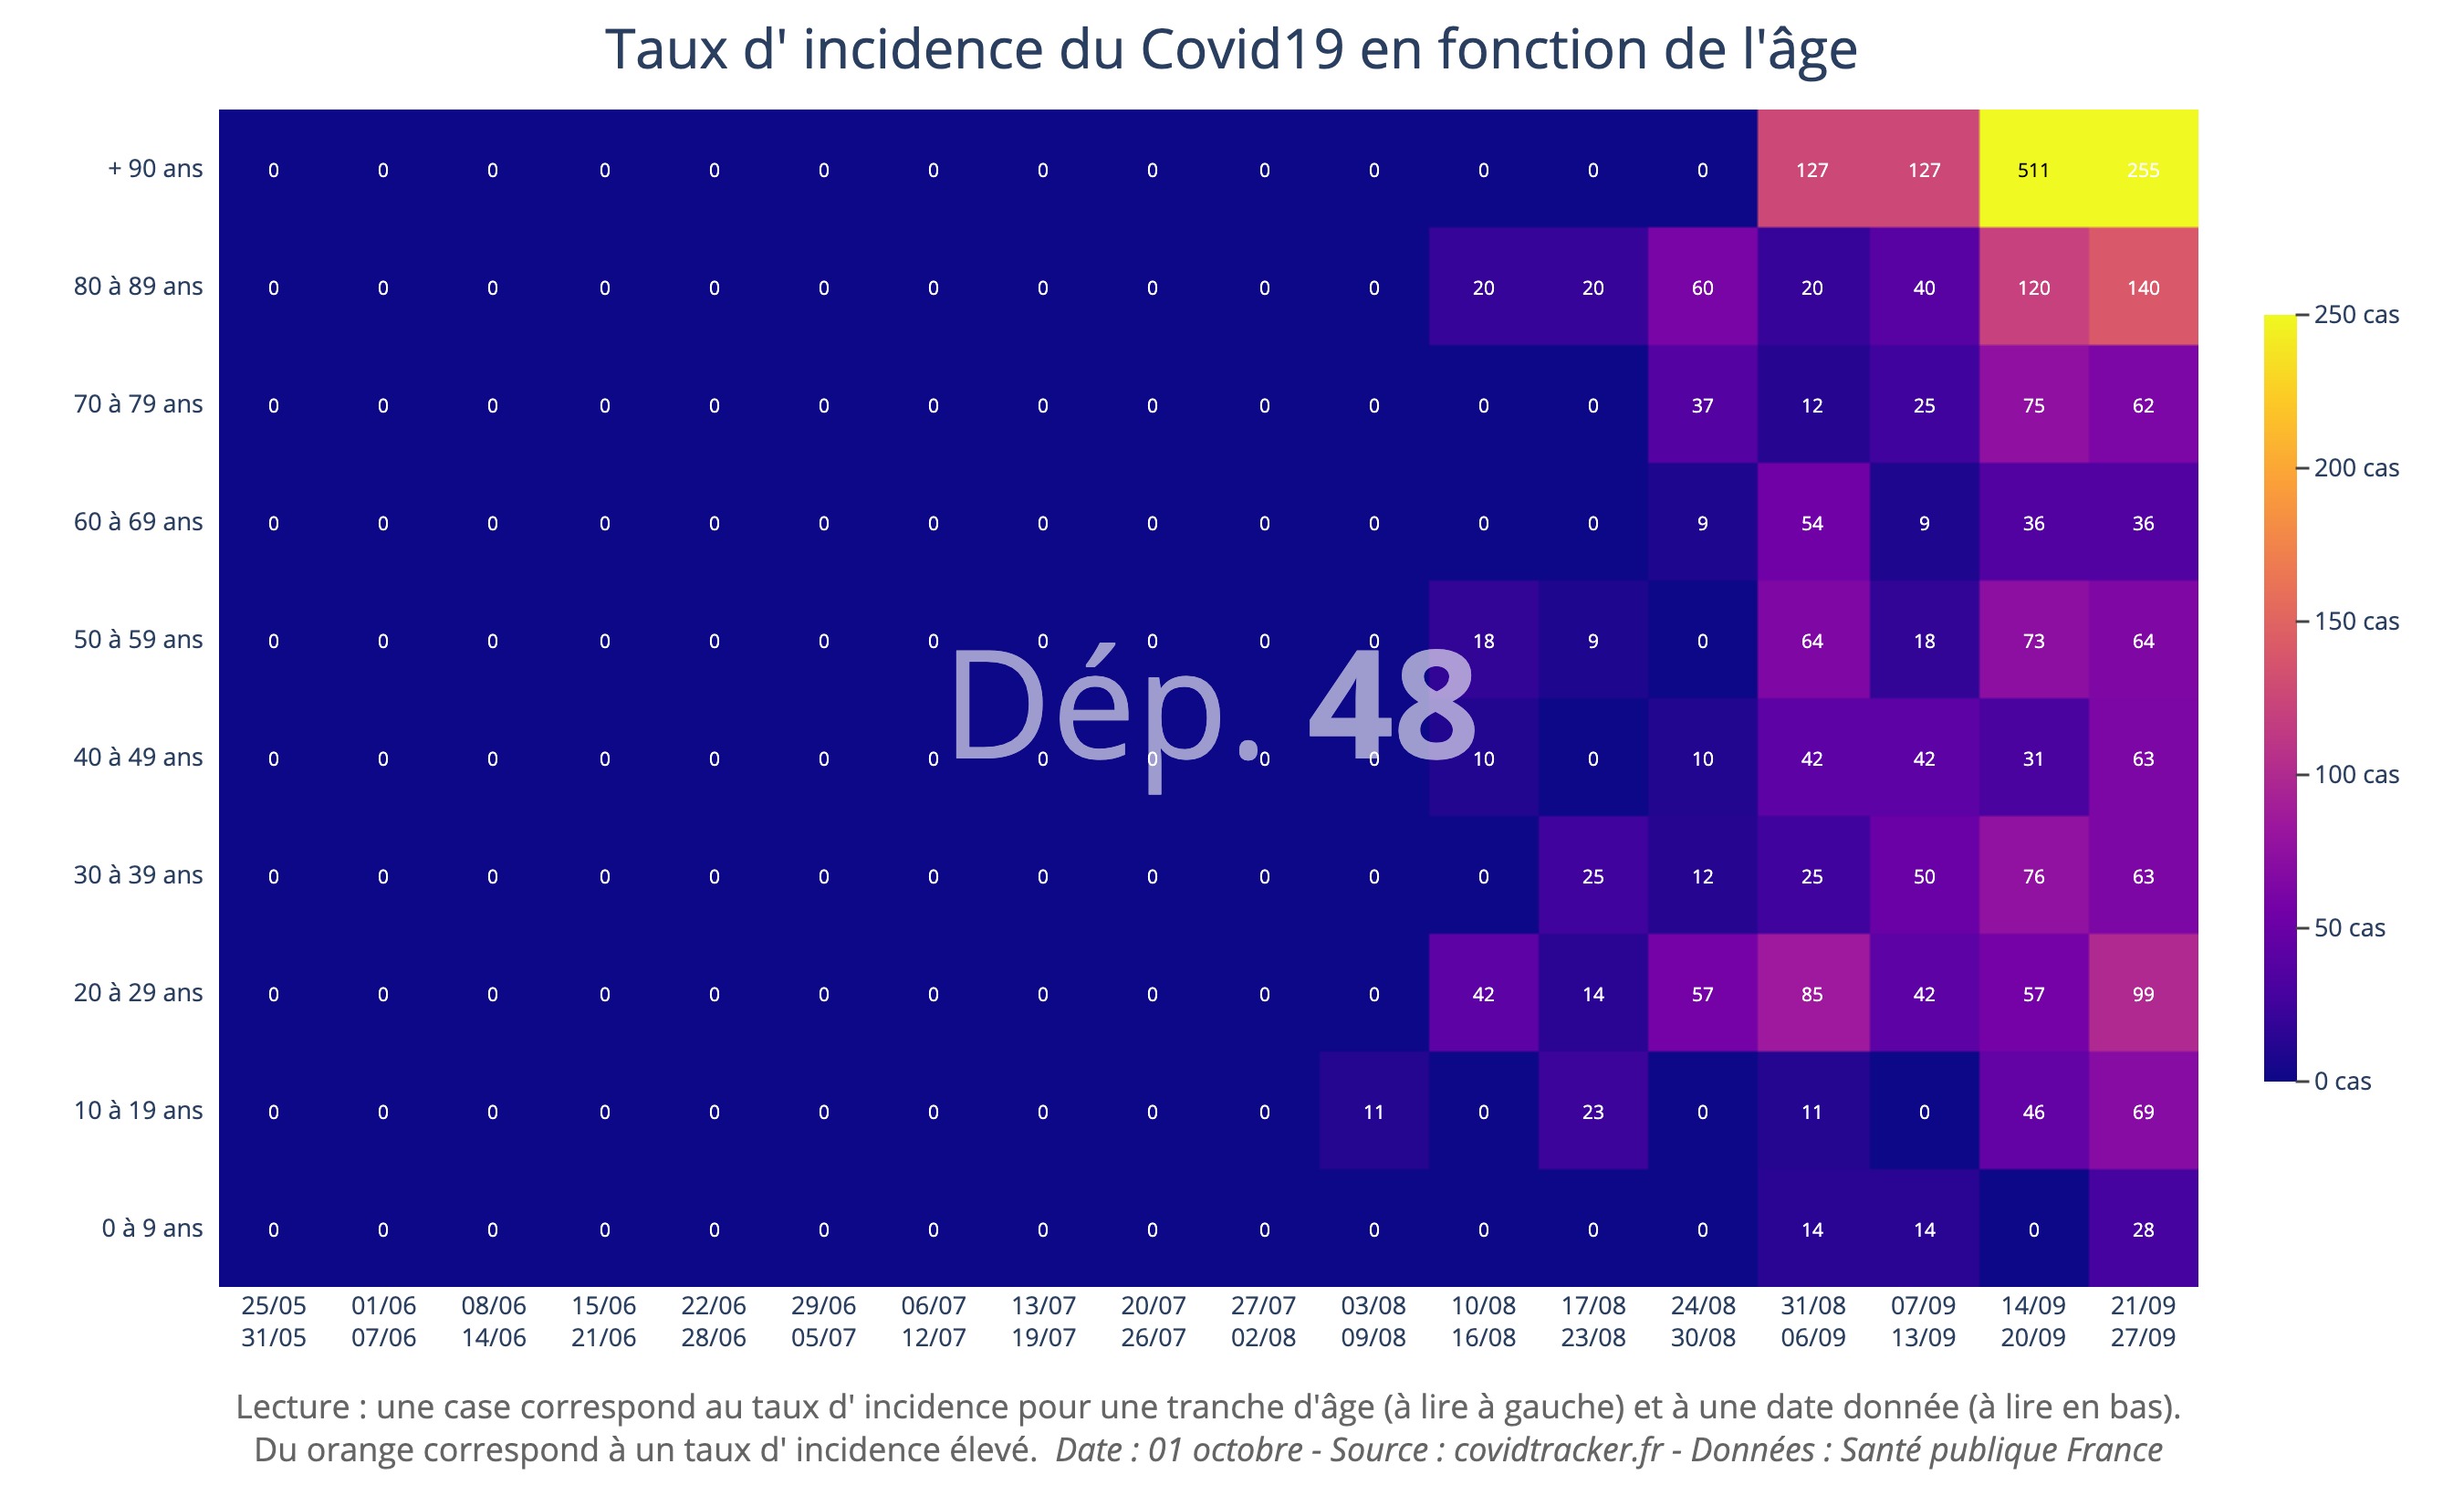 Taux d' incidence du Covid19 en fonction de l'âge
+ 90 ans 0 0 0 0 0 0 0 0 0 0 0 0 0 0 127 127 511 255
80 à 89 ans 0 0 0 0 0 0 0 0 0 0 0 20 20 60 20 40 120 140
70 à 79 ans 0 0 0 0 0 0 0 0 0 0 0 0 0 37 12 25 75 62
60 à 69 ans 0 0 0 0 0 0 0 0 0 0 0 0 0 9 54 9 36 36
50 à 59 ans 0 0 0 0 0 0 0 0 0 0 0 18 9 0 64 18 73 64
Dép. 48
40 à 49 ans 0 0 0 0 0 0 0 0 0 0 0 10 0 10 42 42 31 63
30 à 39 ans 0 0 0 0 0 0 0 0 0 0 0 0 25 12 25 50 76 63
20 à 29 ans 0 0 0 0 0 0 0 0 0 0 0 42 14 57 85 42 57 99
10 à 19 ans 0 0 0 0 0 0 0 0 0 0 11 0 23 0 11 0 46 69
0 à 9 ans 0 0 0 0 0 0 0 0 0 0 0 0 0 0 14 14 0 28
25/05 01/06 08/06 15/06 22/06 29/06 06/07 13/07 20/07 27/07 03/08 10/08 17/08 24/08 31/08 07/09 14/09 21/09
31/05 07/06 14/06 21/06 28/06 05/07 12/07 19/07 26/07 02/08 09/08 16/08 23/08 30/08 06/09 13/09 20/09 27/09
250 cas
200 cas
150 cas
100 cas
50 cas
0 cas
Lecture : une case correspond au taux d' incidence pour une tranche d'âge (à lire à gauche) et à une date donnée (à lire en bas).
Du orange correspond à un taux d' incidence élevé. Date : 01 octobre - Source : covidtracker.fr - Données : Santé publique France